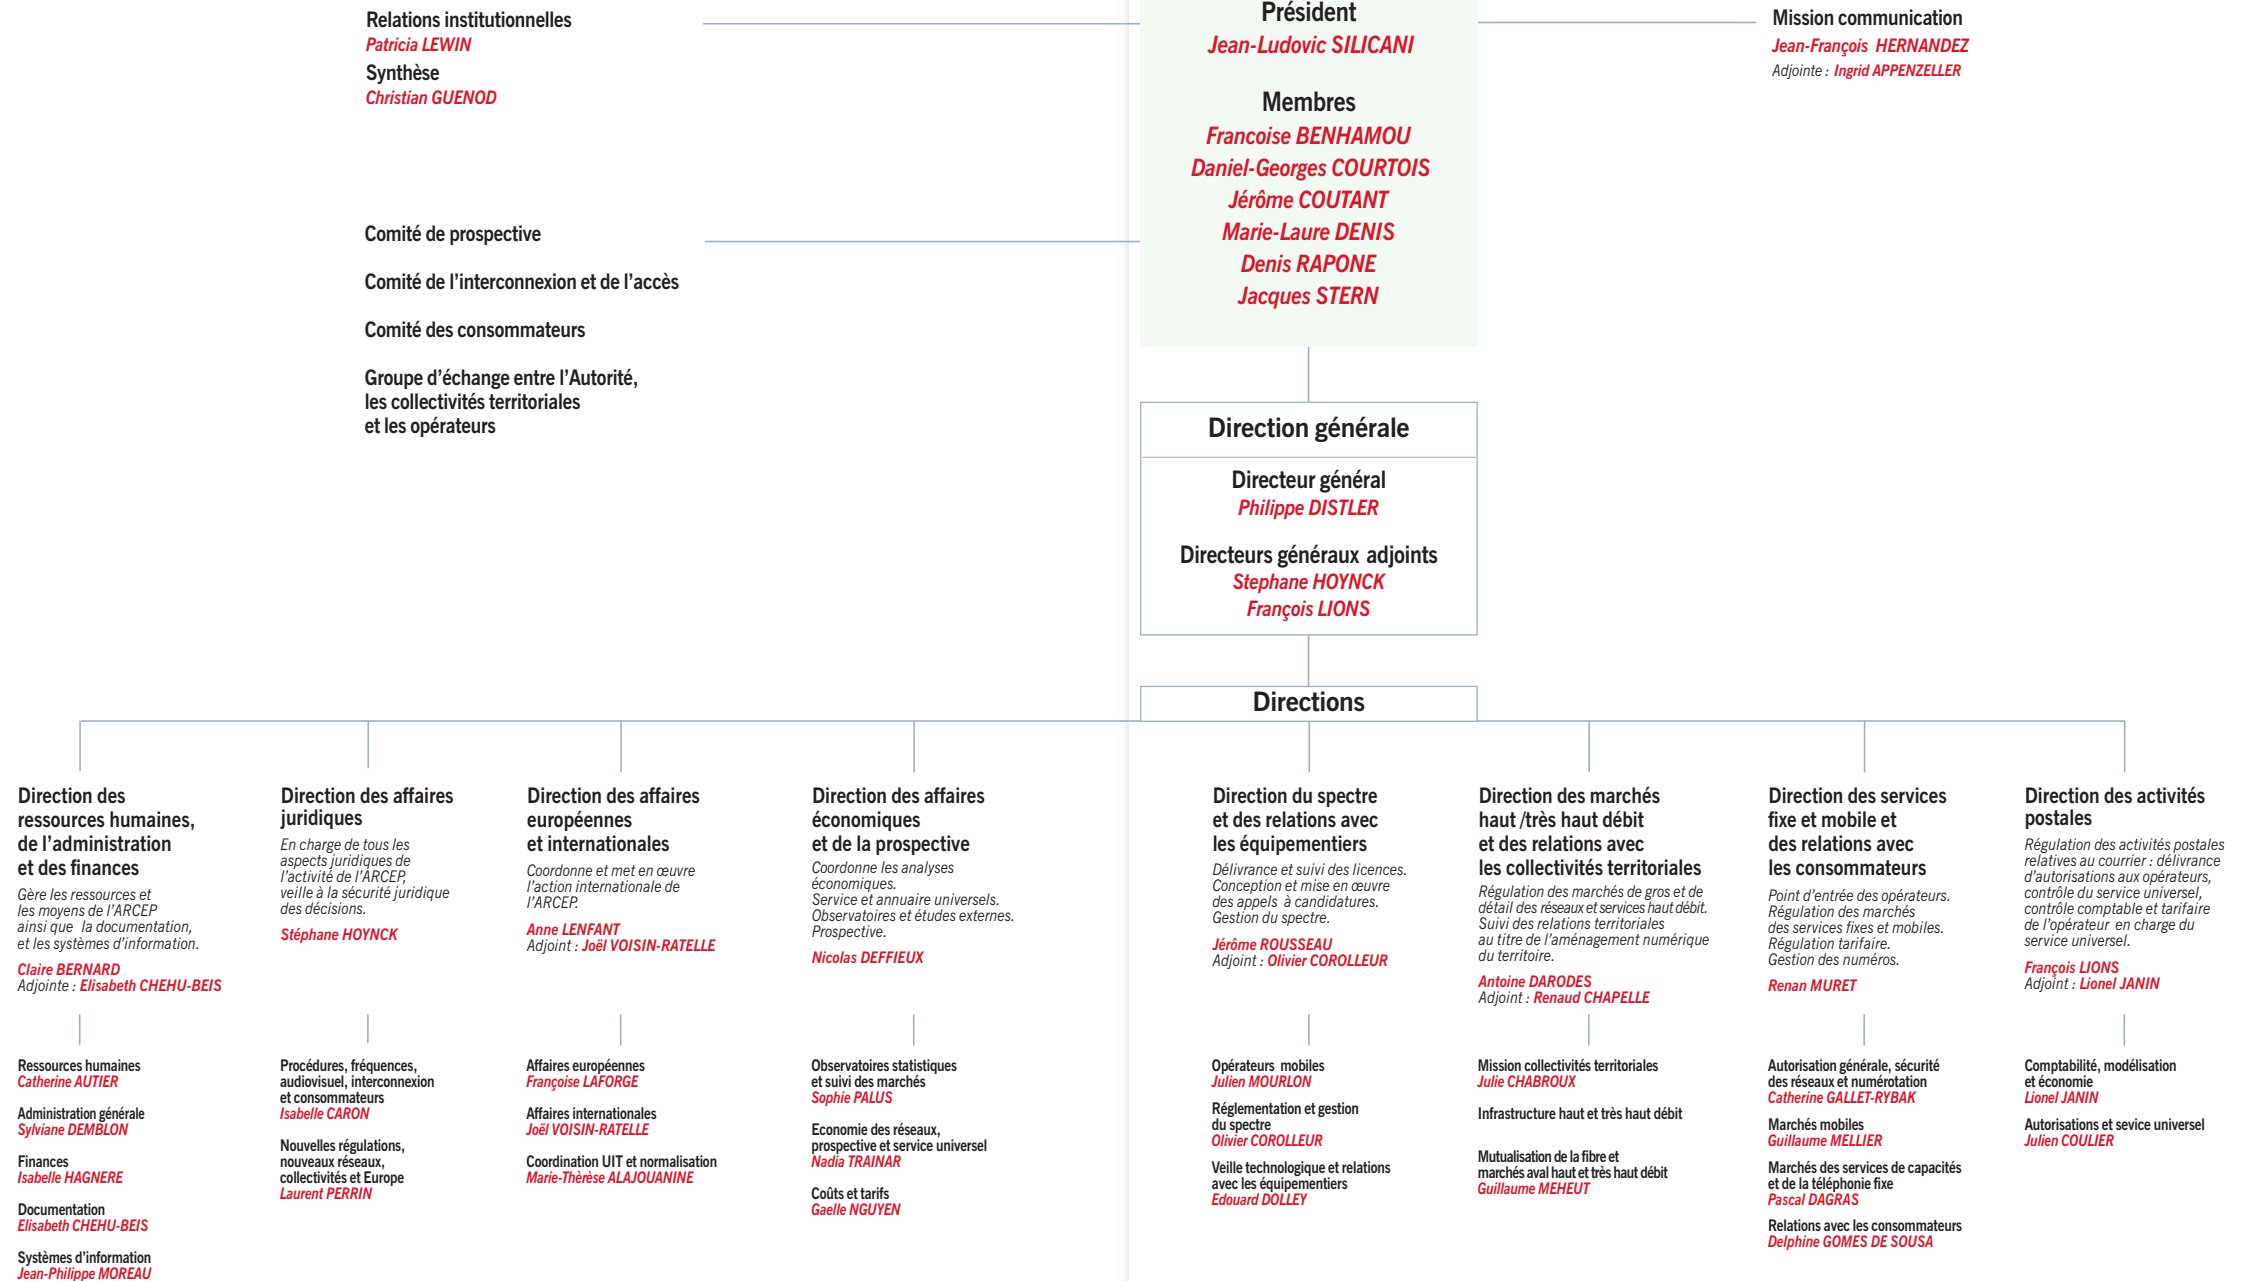 Relations institutionnelles
Patricia LEWIN
Synthèse
Christian GUENOD
Président
Jean-Ludovic SILICANI
Membres
Francoise BENHAMOU
Daniel-Georges COURTOIS
Jérôme COUTANT
Marie-Laure DENIS
Denis RAPONE
Jacques STERN
Mission communication
Jean-François HERNANDEZ
Adjointe : Ingrid APPENZELLER
Comité de prospective
Comité de l'interconnexion et de l'accès
Comité des consommateurs
Groupe d'échange entre l'Autorité,
les collectivités territoriales
et les opérateurs
Direction générale
Directeur général
Philippe DISTLER
Directeurs généraux adjoints
Stephane HOYNCK
François LIONS
Directions
Direction des
ressources humaines,
de l'administration
et des finances
Gère les ressources et
les moyens de l'ARCEP
ainsi que la documentation,
et les systèmes d'information.
Claire BERNARD
Adjointe : Elisabeth CHEHU-BEIS
Ressources humaines
Catherine AUTIER
Administration générale
Sylviane DEMBLON
Finances
Isabelle HAGNERE
Documentation
Elisabeth CHEHU-BEIS
Systèmes d'information
Jean-Philippe MOREAU
Direction des affaires
juridiques
En charge de tous les
aspects juridiques de
l'activité de l'ARCEP,
veille à la sécurité juridique
des décisions.
Stéphane HOYNCK
Procédures, fréquences,
audiovisuel, interconnexion
et consommateurs
Isabelle CARON
Nouvelles régulations,
nouveaux réseaux,
collectivités et Europe
Laurent PERRIN
Direction des affaires
européennes
et internationales
Coordonne et met en œuvre
l'action internationale de
l'ARCEP.
Anne LENFANT
Adjoint : Joël VOISIN-RATELLE
Affaires européennes
Françoise LAFORGE
Affaires internationales
Joël VOISIN-RATELLE
Coordination UIT et normalisation
Marie-Thèrèse ALAJOUANINE
Direction des affaires
économiques
et de la prospective
Coordonne les analyses
économiques.
Service et annuaire universels.
Observatoires et études externes.
Prospective.
Nicolas DEFFIEUX
Observatoires statistiques
et suivi des marchés
Sophie PALUS
Economie des réseaux,
prospective et service universel
Nadia TRAINAR
Coûts et tarifs
Gaelle NGUYEN
Direction du spectre
et des relations avec
les équipementiers
Délivrance et suivi des licences.
Conception et mise en œuvre
des appels à candidatures.
Gestion du spectre.
Jérôme ROUSSEAU
Adjoint : Olivier COROLLEUR
Opérateurs mobiles
Julien MOURLON
Réglementation et gestion
du spectre
Olivier COROLLEUR
Veille technologique et relations
avec les équipementiers
Edouard DOLLEY
Direction des marchés
haut /très haut débit
et des relations avec
les collectivités territoriales
Régulation des marchés de gros et de
détail des réseaux et services haut débit.
Suivi des relations territoriales
au titre de l'aménagement numérique
du territoire.
Antoine DARODES
Adjoint : Renaud CHAPELLE
Mission collectivités territoriales
Julie CHABROUX
Infrastructure haut et très haut débit
Mutualisation de la fibre et
marchés aval haut et très haut débit
Guillaume MEHEUT
Direction des services
fixe et mobile et
des relations avec
les consommateurs
Point d'entrée des opérateurs.
Régulation des marchés
des services fixes et mobiles.
Régulation tarifaire.
Gestion des numéros.
Renan MURET
Autorisation générale, sécurité
des réseaux et numérotation
Catherine GALLET-RYBAK
Marchés mobiles
Guillaume MELLIER
Marchés des services de capacités
et de la téléphonie fixe
Pascal DAGRAS
Relations avec les consommateurs
Delphine GOMES DE SOUSA
Direction des activités
postales
Régulation des activités postales
relatives au courrier : délivrance
d'autorisations aux opérateurs,
contrôle du service universel,
contrôle comptable et tarifaire
de l'opérateur en charge du
service universel.
François LIONS
Adjoint : Lionel JANIN
Comptabilité, modélisation
et économie
Lionel JANIN
Autorisations et sevice universel
Julien COULIER